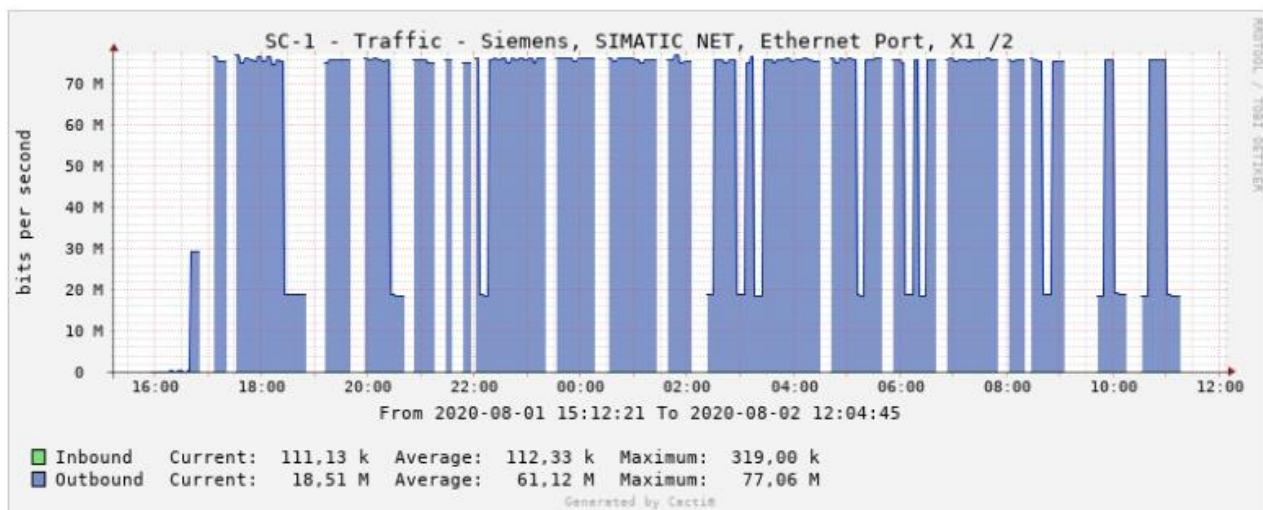 SC-1 - Traffic - Siemens, SIMATIC NET, Ethernet Port, X1 /2
RRDTOOL / TOBI OETIKER
bits per second
70 M
60 M
50 M
40 M
30 M
20 M
10 M
0
16:00 18:00 20:00 22:00 00:00 02:00 04:00 06:00 08:00 10:00 12:00
From 2020-08-01 15:12:21 To 2020-08-02 12:04:45
Inbound Current: 111,13 k Average: 112,33 k Maximum: 319,00 k
Outbound Current: 18,51 M Average: 61,12 M Maximum: 77,06 M
Generated by Cacti®